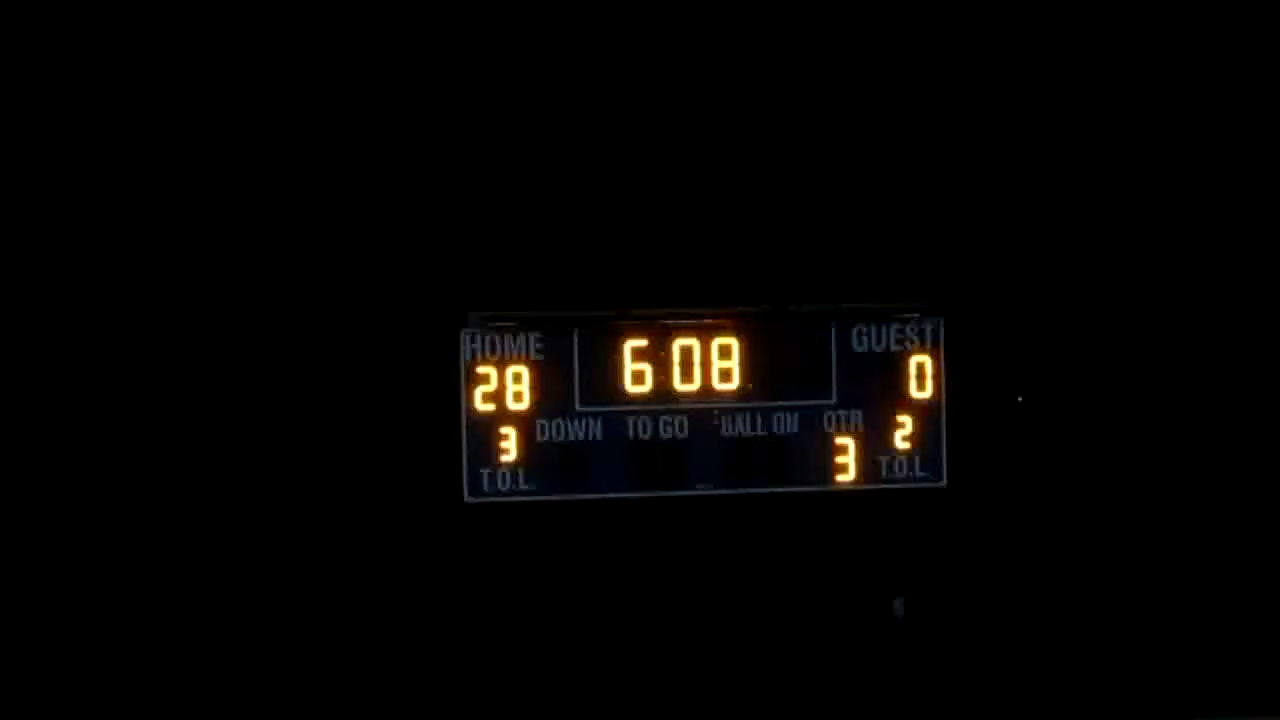 HOME 6:08 GUEST
28 0
DOWN TO GO BALL ON QTR
3 3 2
T.O.L. T.O.L.